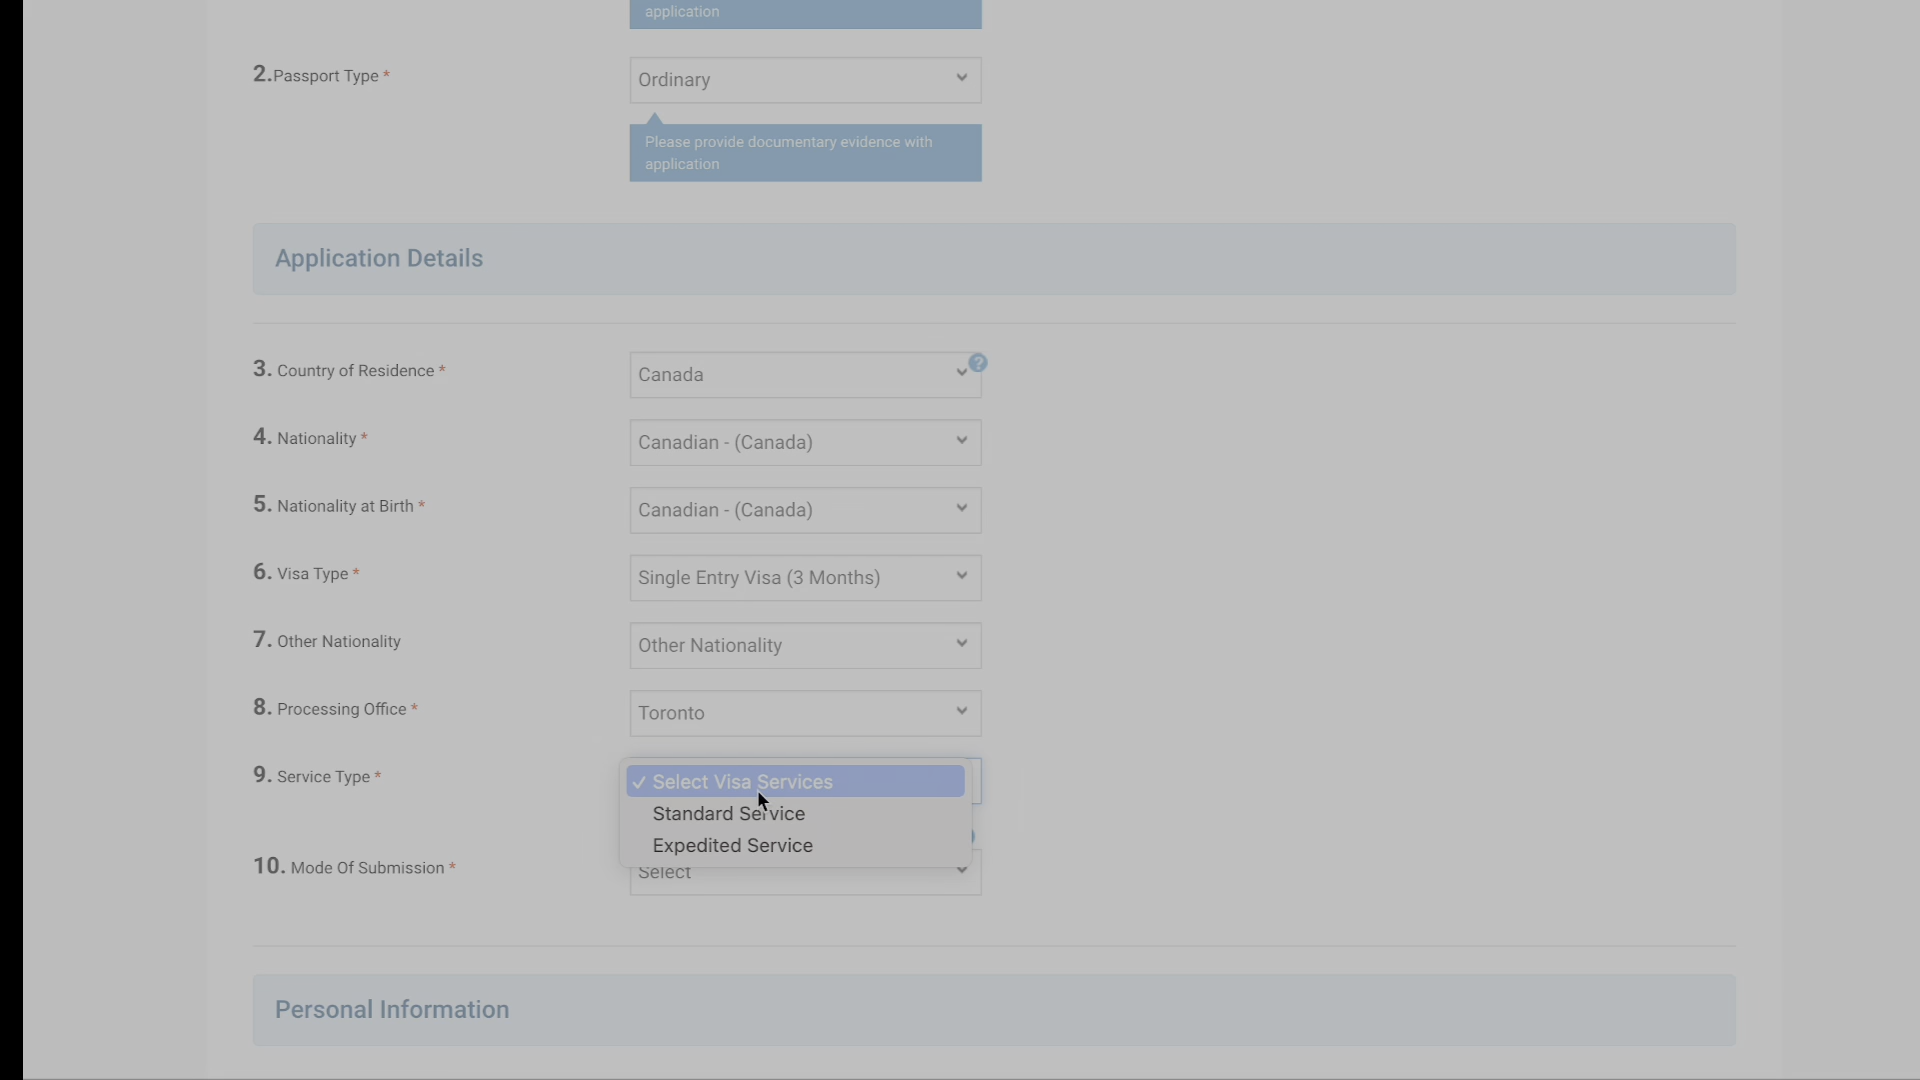 application
2.Passport Type *
Ordinary
Please provide documentary evidence with
application
Application Details
3. Country of Residence *
Canada
?
4. Nationality *
Canadian - (Canada)
5. Nationality at Birth *
Canadian - (Canada)
6. Visa Type *
Single Entry Visa (3 Months)
7. Other Nationality
Other Nationality
8. Processing Office *
Toronto
9. Service Type *
✓ Select Visa Services
Standard Service
Expedited Service
10. Mode Of Submission *
Select
Personal Information